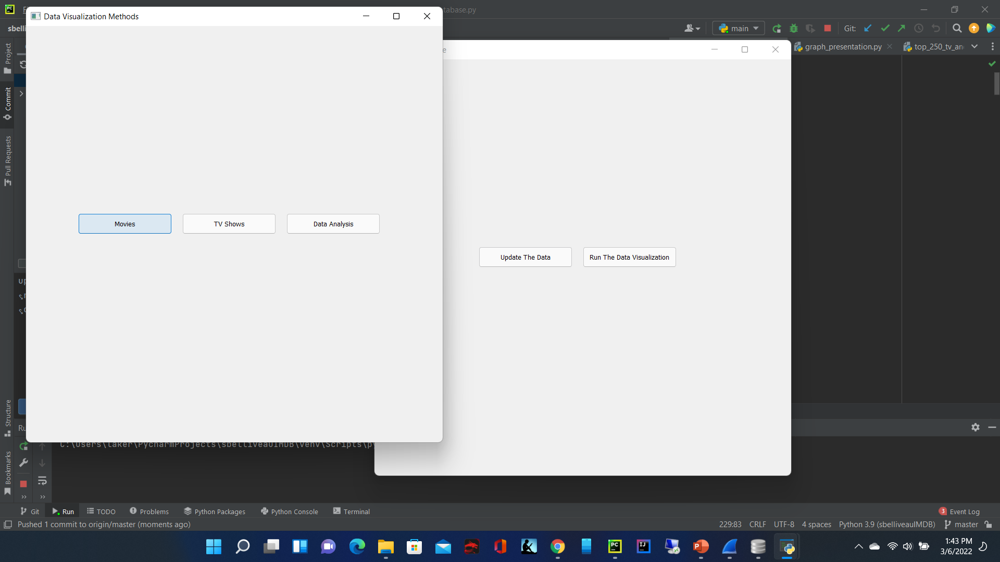 Data Visualization Methods
tabase.py
sbelli
main
Git:
e
graph_presentation.py
top_250_tv_an
Project
Commit
Pull Requests
Structure
Bookmarks
Movies
TV Shows
Data Analysis
Update The Data
Run The Data Visualization
up
Ru
C:\Users\laker\PycharmProjects\sbelliveauIMDB\venv\Scripts\p
Git
Run
TODO
Problems
Python Packages
Python Console
Terminal
3 Event Log
Pushed 1 commit to origin/master (moments ago)
229:83
CRLF
UTF-8
4 spaces
Python 3.9 (sbelliveauIMDB)
master
1:43 PM
3/6/2022